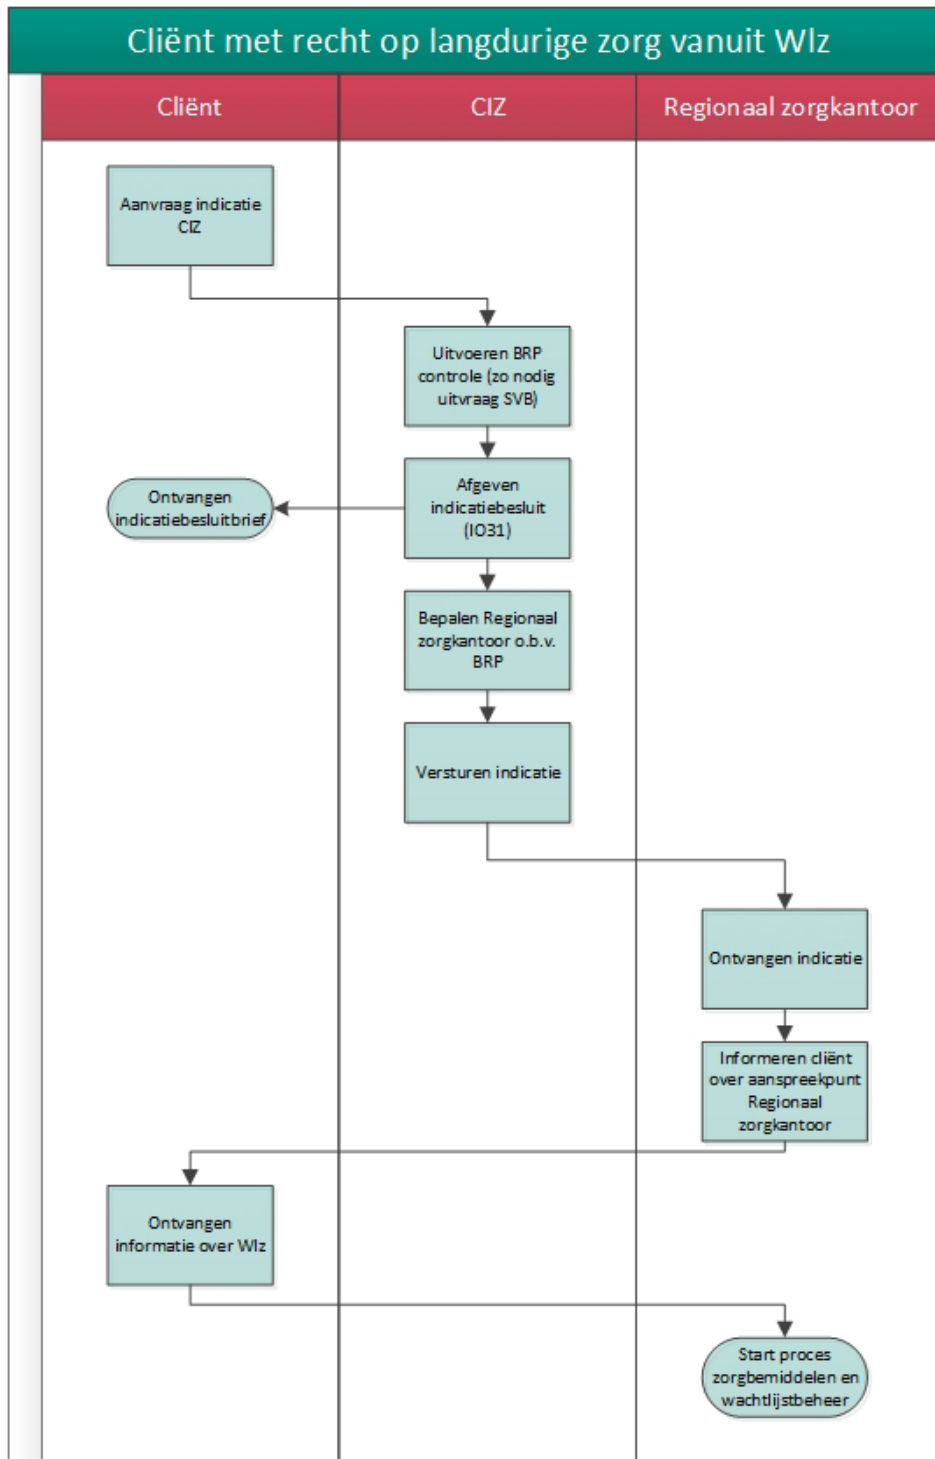 Cliënt met recht op langdurige zorg vanuit Wlz
Cliënt
CIZ
Regionaal zorgkantoor
Aanvraag indicatie
CIZ
Uitvoeren BRP
controle (zo nodig
uitvraag SVB)
Ontvangen
indicatiebesluitbrief
Afgeven
indicatiebesluit
(IO31)
Bepalen Regionaal
zorgkantoor o.b.v.
BRP
Versturen indicatie
Ontvangen indicatie
Informeren cliënt
over aanspreekpunt
Regionaal
zorgkantoor
Ontvangen
informatie over Wlz
Start proces
zorgbemiddelen en
wachtlijstbeheer